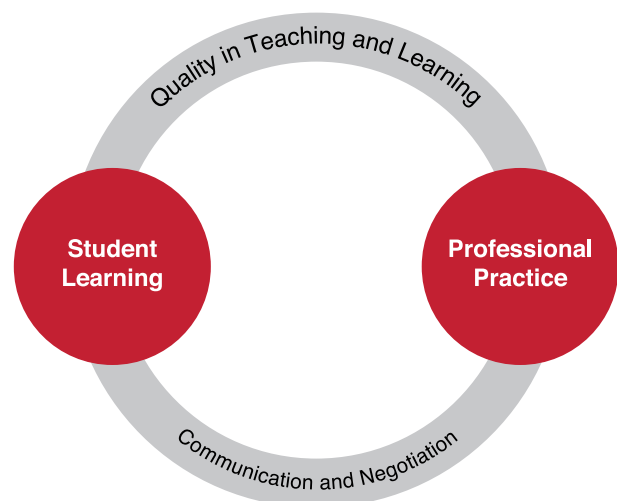 Quality in Teaching and Learning
Student
Learning
Professional
Practice
Communication and Negotiation